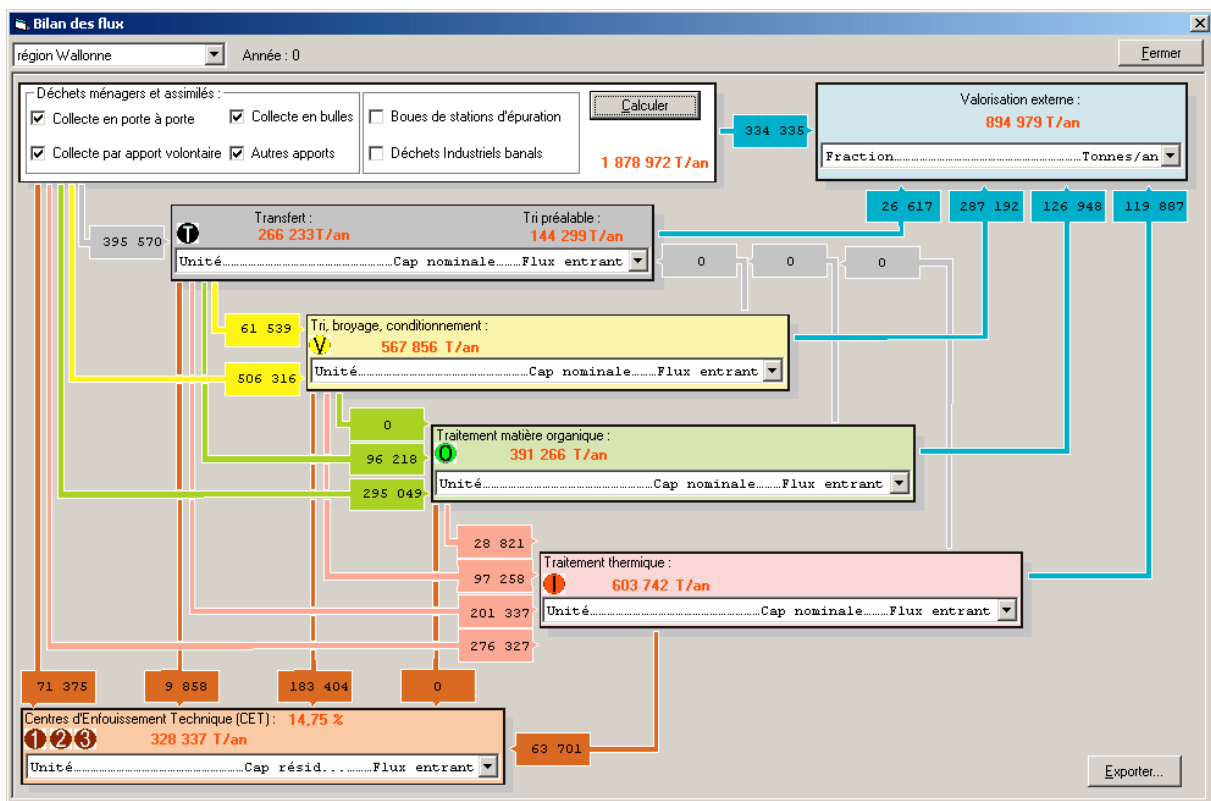 Bilan des flux
région Wallonne Année : 0 Fermer
Déchets ménagers et assimilés :
Collecte en porte à porte Collecte en bulles Boues de stations d'épuration Calculer
Collecte par apport volontaire Autres apports Déchets Industriels banals 1 878 972 T/an
334 335
Valorisation externe :
894 979 T/an
Fraction...Tonnes/an
26 617 287 192 126 948 119 887
395 570
Transfert : Tri préalable :
T 266 233T/an 144 299T/an
Unité...Cap nominale...Flux entrant
0 0 0
61 539
506 316
Tri, broyage, conditionnement :
V 567 856 T/an
Unité...Cap nominale...Flux entrant
0
96 218
295 049
Traitement matière organique :
O 391 266 T/an
Unité...Cap nominale...Flux entrant
28 821
97 258
201 337
276 327
Traitement thermique :
I 603 742 T/an
Unité...Cap nominale...Flux entrant
71 375 9 858 183 404 0
Centres d'Enfouissement Technique (CET) : 14,75 %
1 2 3 328 337 T/an
Unité...Cap résid...Flux entrant
63 701
Exporter...